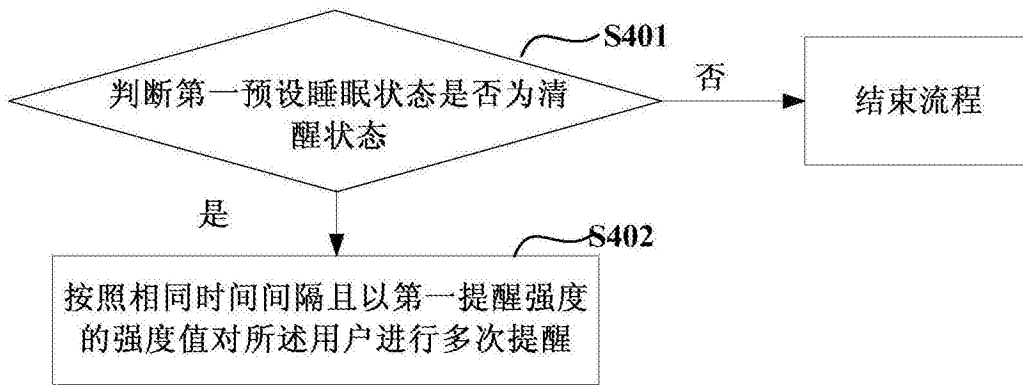 S401
判断第一预设睡眠状态是否为清
醒状态
否
结束流程
是
S402
按照相同时间间隔且以第一提醒强度
的强度值对所述用户进行多次提醒